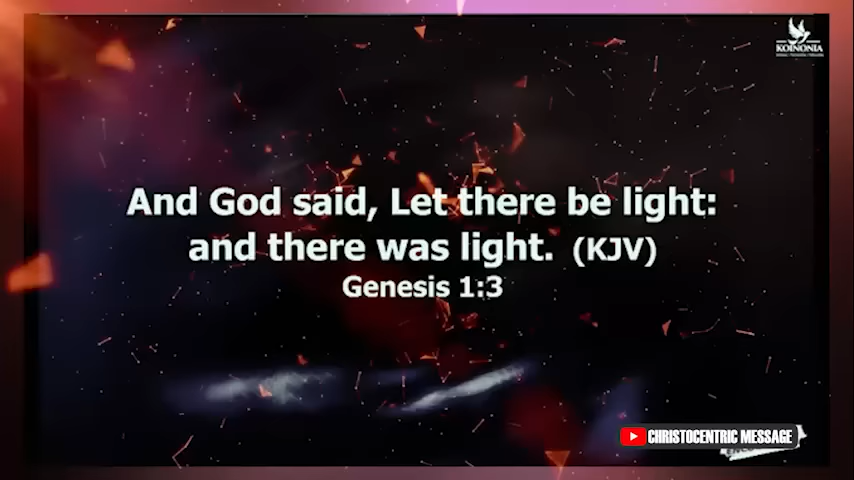 KOINONIA
And God said, Let there be light:
and there was light. (KJV)
Genesis 1:3
CHRISTOCENTRIC MESSAGE